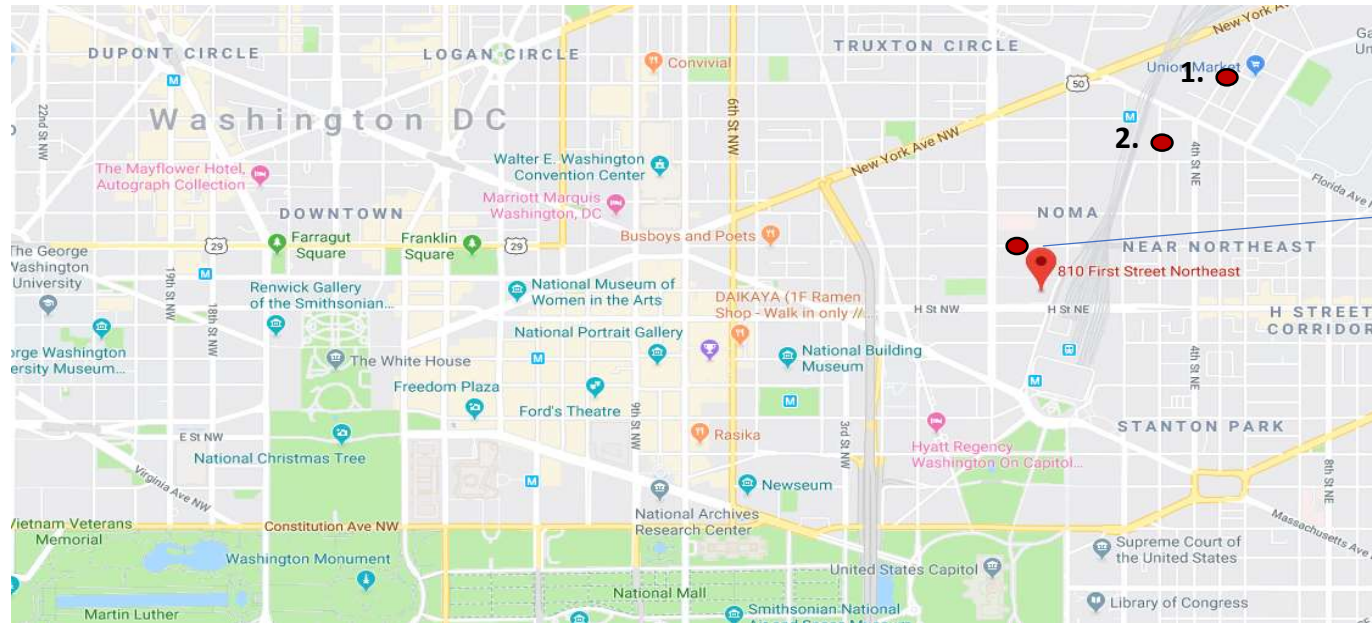 New York Av
Ga
Un
DUPONT CIRCLE
LOGAN CIRCLE
TRUXTON CIRCLE
Convivial
Union Market
1.
50
22nd St NW
Washington DC
6th St NW
2.
Walter E. Washington
Convention Center
New York Ave NW
4th St NE
The Mayflower Hotel,
Autograph Collection
Marriott Marquis
Washington, DC
Florida Ave
DOWNTOWN
NOMA
29
Farragut
Square
Franklin
Square
29
Busboys and Poets
NEAR NORTHEAST
The George
Washington
University
19th St NW
18th St NW
Renwick Gallery
of the Smithsonian...
National Museum of
Women in the Arts
810 First Street Northeast
DAIKAYA (1F Ramen
Shop - Walk in only //...
H St NW
H St NE
H STREET
CORRIDOR
orge Washington
ersity Museum...
National Portrait Gallery
The White House
National Building
Museum
4th St NE
Freedom Plaza
Ford's Theatre
9th St NW
E St NW
National Christmas Tree
Rasika
3rd St NW
Hyatt Regency
Washington On Capitol...
STANTON PARK
Virginia Ave NW
Newseum
8th St NE
National Archives
Research Center
Vietnam Veterans
Memorial
Constitution Ave NW
Massachusetts Ave
Supreme Court of
the United States
Washington Monument
United States Capitol
National Mall
Martin Luther
Smithsonian National
Library of Congress